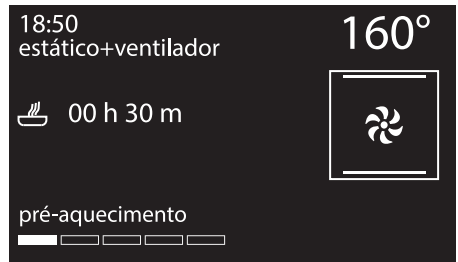 18:50
160°
estático+ventilador
00 h 30 m
pré-aquecimento